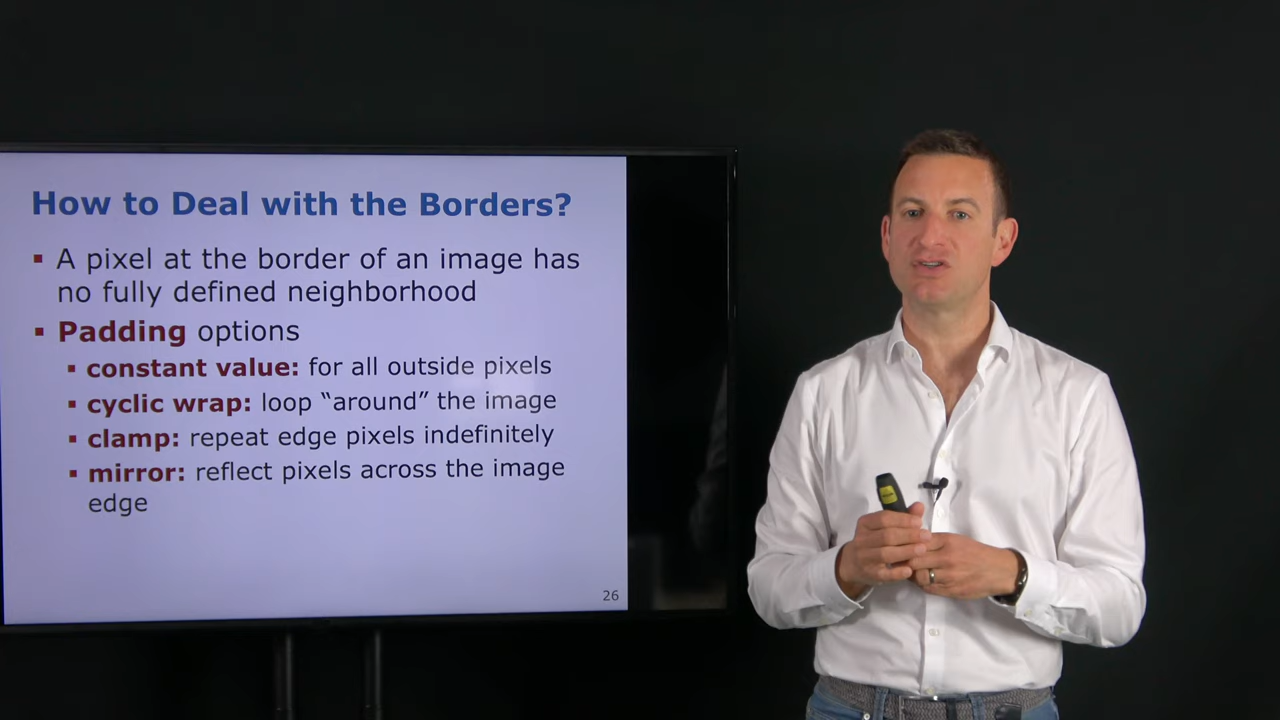 How to Deal with the Borders?
▪ A pixel at the border of an image has
no fully defined neighborhood
▪ Padding options
▪ constant value: for all outside pixels
▪ cyclic wrap: loop “around” the image
▪ clamp: repeat edge pixels indefinitely
▪ mirror: reflect pixels across the image
edge
26